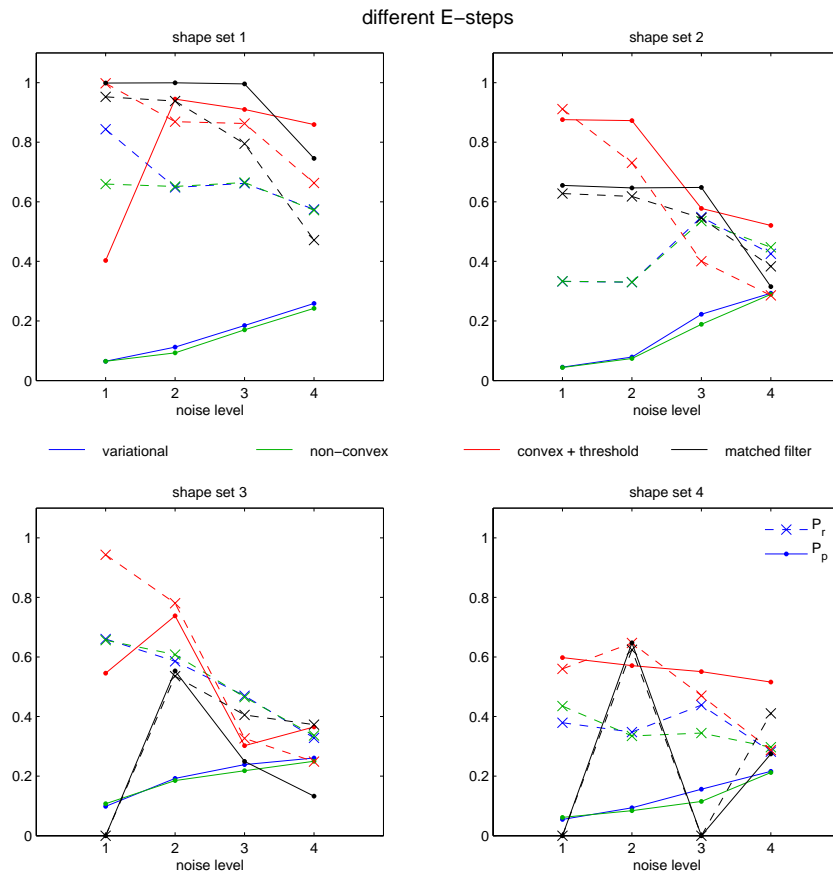 different E−steps
shape set 1
1
0.8
0.6
0.4
0.2
0
1 2 3 4
noise level
shape set 2
1
0.8
0.6
0.4
0.2
0
1 2 3 4
noise level
variational non−convex convex + threshold matched filter
shape set 3
1
0.8
0.6
0.4
0.2
0
1 2 3 4
noise level
shape set 4
P_r
P_p
1
0.8
0.6
0.4
0.2
0
1 2 3 4
noise level